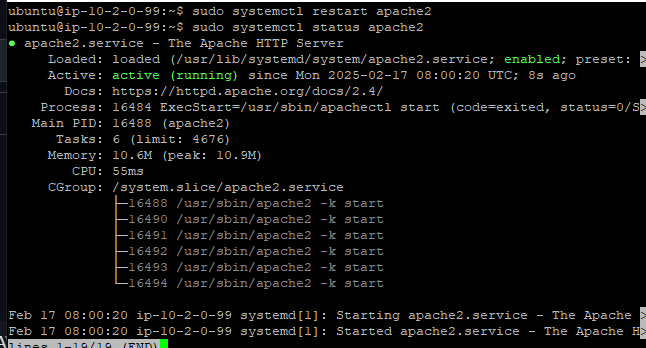 ubuntu@ip-10-2-0-99:~$ sudo systemctl restart apache2
ubuntu@ip-10-2-0-99:~$ sudo systemctl status apache2
● apache2.service - The Apache HTTP Server
     Loaded: loaded (/usr/lib/systemd/system/apache2.service; enabled; preset: >
     Active: active (running) since Mon 2025-02-17 08:00:20 UTC; 8s ago
       Docs: https://httpd.apache.org/docs/2.4/
    Process: 16484 ExecStart=/usr/sbin/apachectl start (code=exited, status=0/S>
   Main PID: 16488 (apache2)
      Tasks: 6 (limit: 4676)
     Memory: 10.6M (peak: 10.9M)
        CPU: 55ms
     CGroup: /system.slice/apache2.service
             ├─16488 /usr/sbin/apache2 -k start
             ├─16490 /usr/sbin/apache2 -k start
             ├─16491 /usr/sbin/apache2 -k start
             ├─16492 /usr/sbin/apache2 -k start
             ├─16493 /usr/sbin/apache2 -k start
             └─16494 /usr/sbin/apache2 -k start

Feb 17 08:00:20 ip-10-2-0-99 systemd[1]: Starting apache2.service - The Apache >
Feb 17 08:00:20 ip-10-2-0-99 systemd[1]: Started apache2.service - The Apache H>
lines 1-19/19 (END)